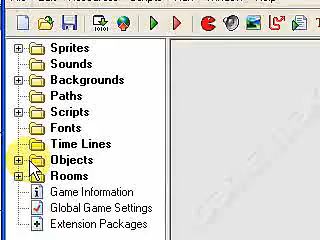 Sprites
Sounds
Backgrounds
Paths
Scripts
Fonts
Time Lines
Objects
Rooms
Game Information
Global Game Settings
Extension Packages